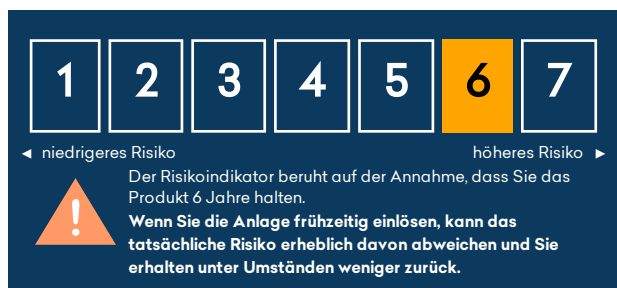 1 2 3 4 5 6 7
◄ niedrigeres Risiko höheres Risiko ►
Der Risikoindikator beruht auf der Annahme, dass Sie das
Produkt 6 Jahre halten.
Wenn Sie die Anlage frühzeitig einlösen, kann das
tatsächliche Risiko erheblich davon abweichen und Sie
erhalten unter Umständen weniger zurück.
!